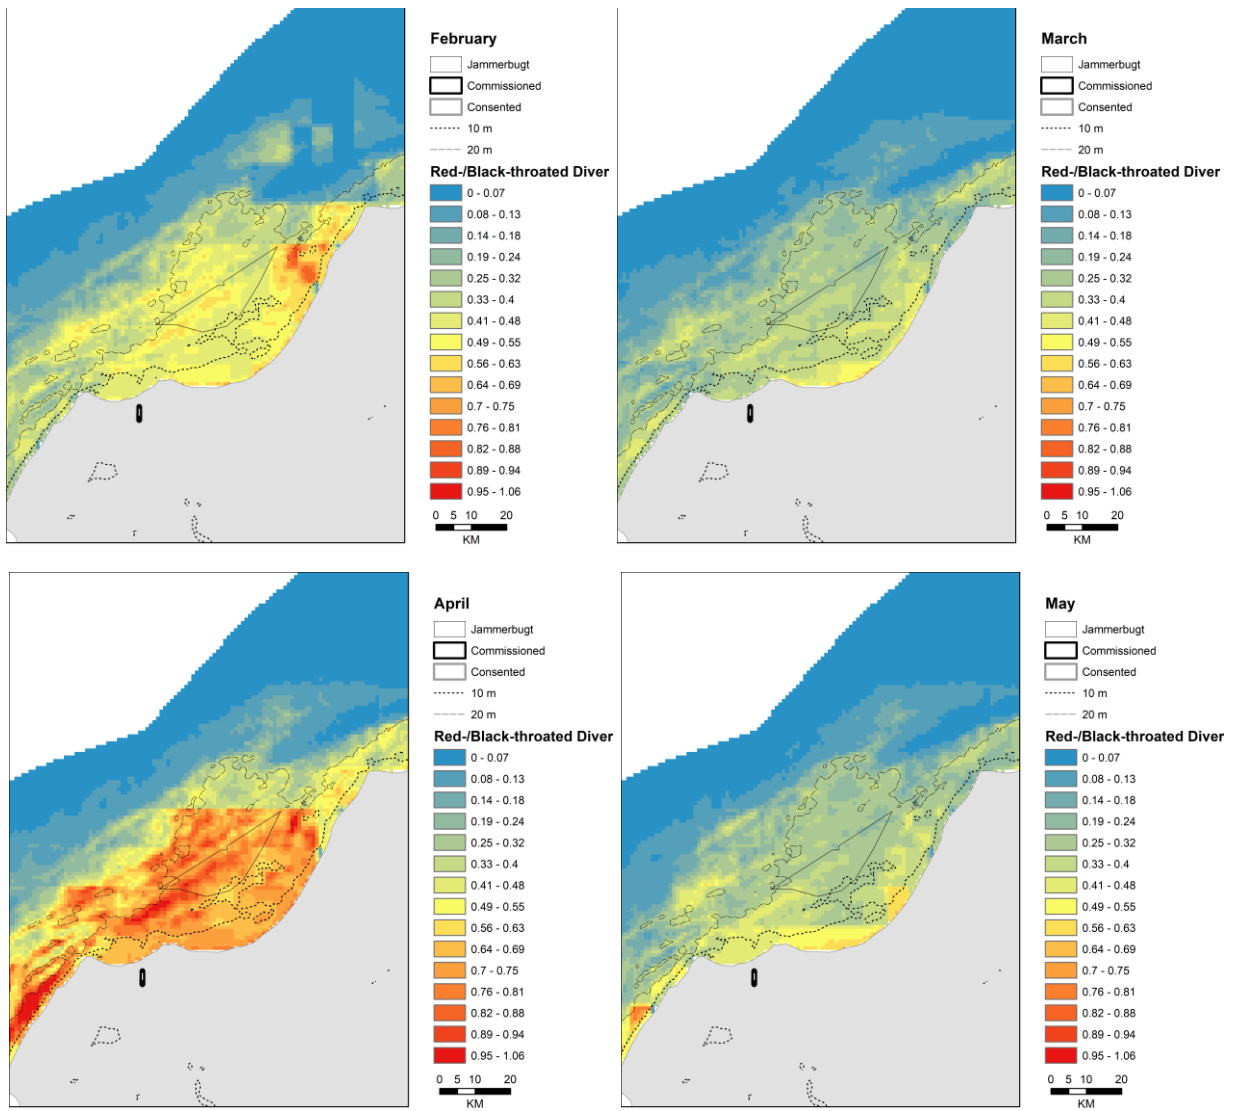 February
Jammerbugt
Commissioned
Consented
10 m
20 m
Red-/Black-throated Diver
0 - 0.07
0.08 - 0.13
0.14 - 0.18
0.19 - 0.24
0.25 - 0.32
0.33 - 0.4
0.41 - 0.48
0.49 - 0.55
0.56 - 0.63
0.64 - 0.69
0.7 - 0.75
0.76 - 0.81
0.82 - 0.88
0.89 - 0.94
0.95 - 1.06
0 5 10 20
KM
March
Jammerbugt
Commissioned
Consented
10 m
20 m
Red-/Black-throated Diver
0 - 0.07
0.08 - 0.13
0.14 - 0.18
0.19 - 0.24
0.25 - 0.32
0.33 - 0.4
0.41 - 0.48
0.49 - 0.55
0.56 - 0.63
0.64 - 0.69
0.7 - 0.75
0.76 - 0.81
0.82 - 0.88
0.89 - 0.94
0.95 - 1.06
0 5 10 20
KM
April
Jammerbugt
Commissioned
Consented
10 m
20 m
Red-/Black-throated Diver
0 - 0.07
0.08 - 0.13
0.14 - 0.18
0.19 - 0.24
0.25 - 0.32
0.33 - 0.4
0.41 - 0.48
0.49 - 0.55
0.56 - 0.63
0.64 - 0.69
0.7 - 0.75
0.76 - 0.81
0.82 - 0.88
0.89 - 0.94
0.95 - 1.06
0 5 10 20
KM
May
Jammerbugt
Commissioned
Consented
10 m
20 m
Red-/Black-throated Diver
0 - 0.07
0.08 - 0.13
0.14 - 0.18
0.19 - 0.24
0.25 - 0.32
0.33 - 0.4
0.41 - 0.48
0.49 - 0.55
0.56 - 0.63
0.64 - 0.69
0.7 - 0.75
0.76 - 0.81
0.82 - 0.88
0.89 - 0.94
0.95 - 1.06
0 5 10 20
KM